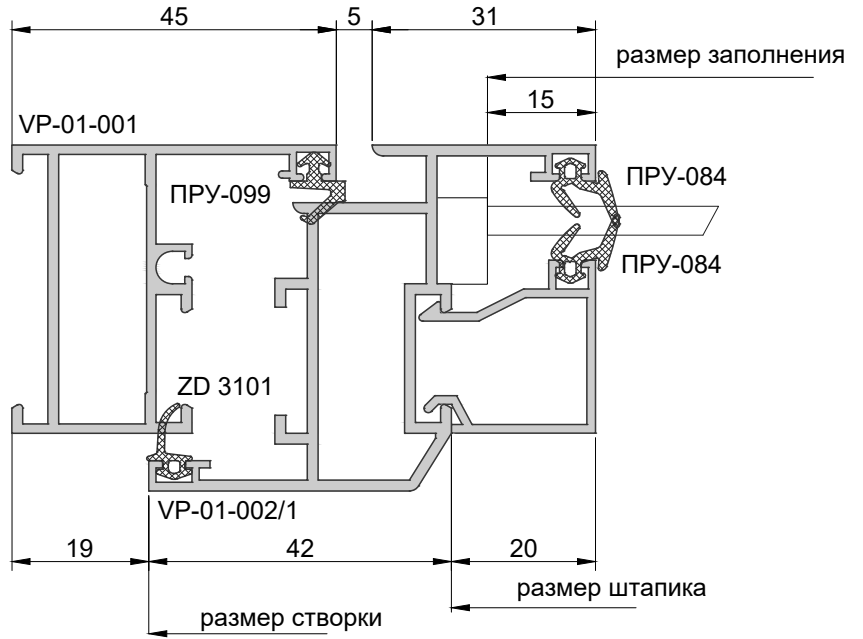 45 5 31
размер заполнения
15
VP-01-001
ПРУ-099
ПРУ-084
ПРУ-084
ZD 3101
VP-01-002/1
19 42 20
размер штапика
размер створки